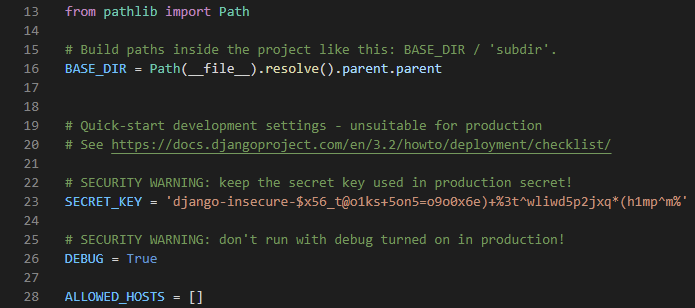 13 from pathlib import Path
14
15 # Build paths inside the project like this: BASE_DIR / 'subdir'.
16 BASE_DIR = Path(__file__).resolve().parent.parent
17
18
19 # Quick-start development settings - unsuitable for production
20 # See https://docs.djangoproject.com/en/3.2/howto/deployment/checklist/
21
22 # SECURITY WARNING: keep the secret key used in production secret!
23 SECRET_KEY = 'django-insecure-$x56_t@o1ks+5on5=o9o0x6e)+%3t^wliwd5p2jxq*(h1mp^m%'
24
25 # SECURITY WARNING: don't run with debug turned on in production!
26 DEBUG = True
27
28 ALLOWED_HOSTS = []